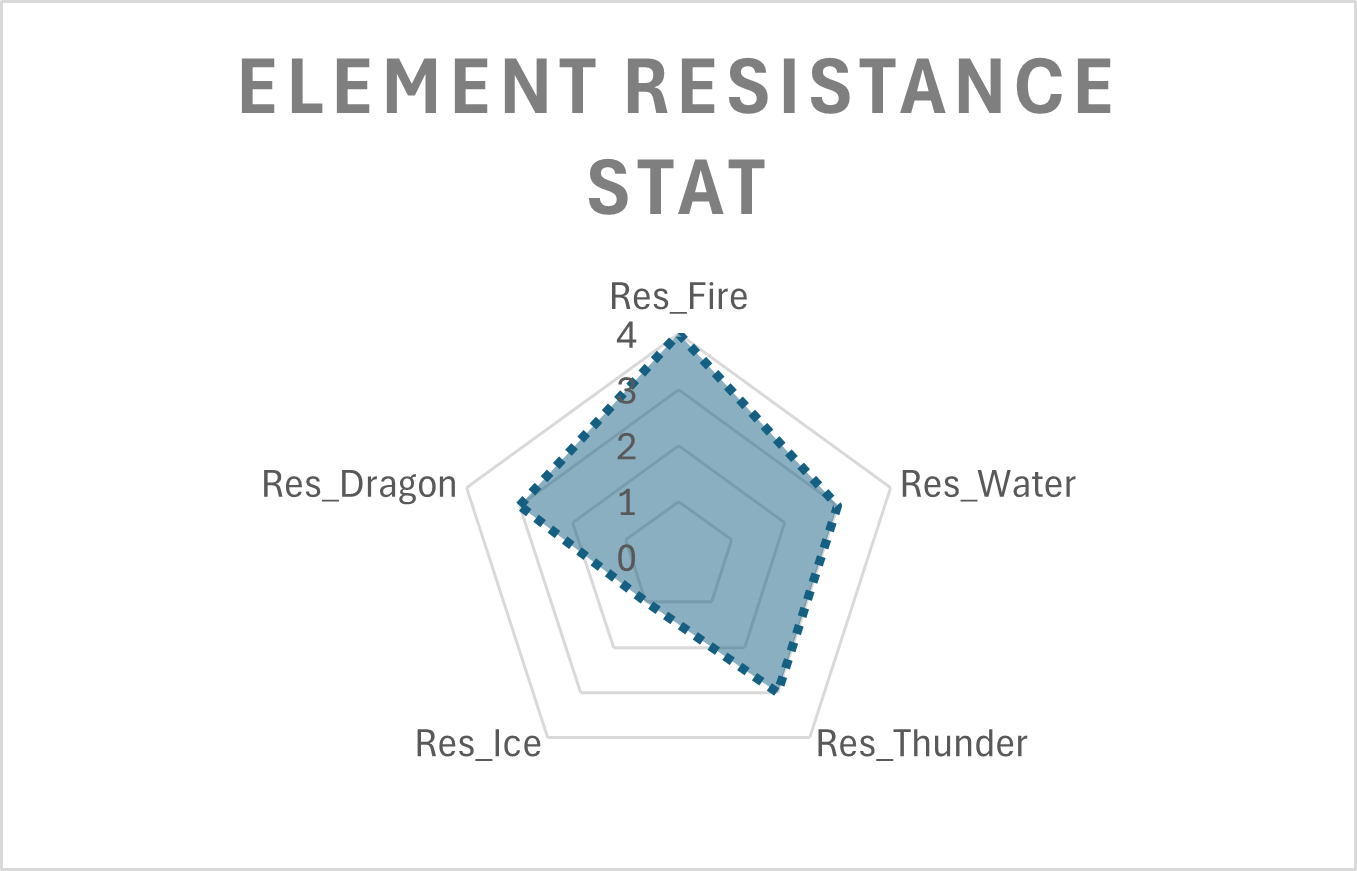 ELEMENT RESISTANCE
STAT
Res_Fire
4
3
2
1
0
Res_Dragon
Res_Water
Res_Ice
Res_Thunder